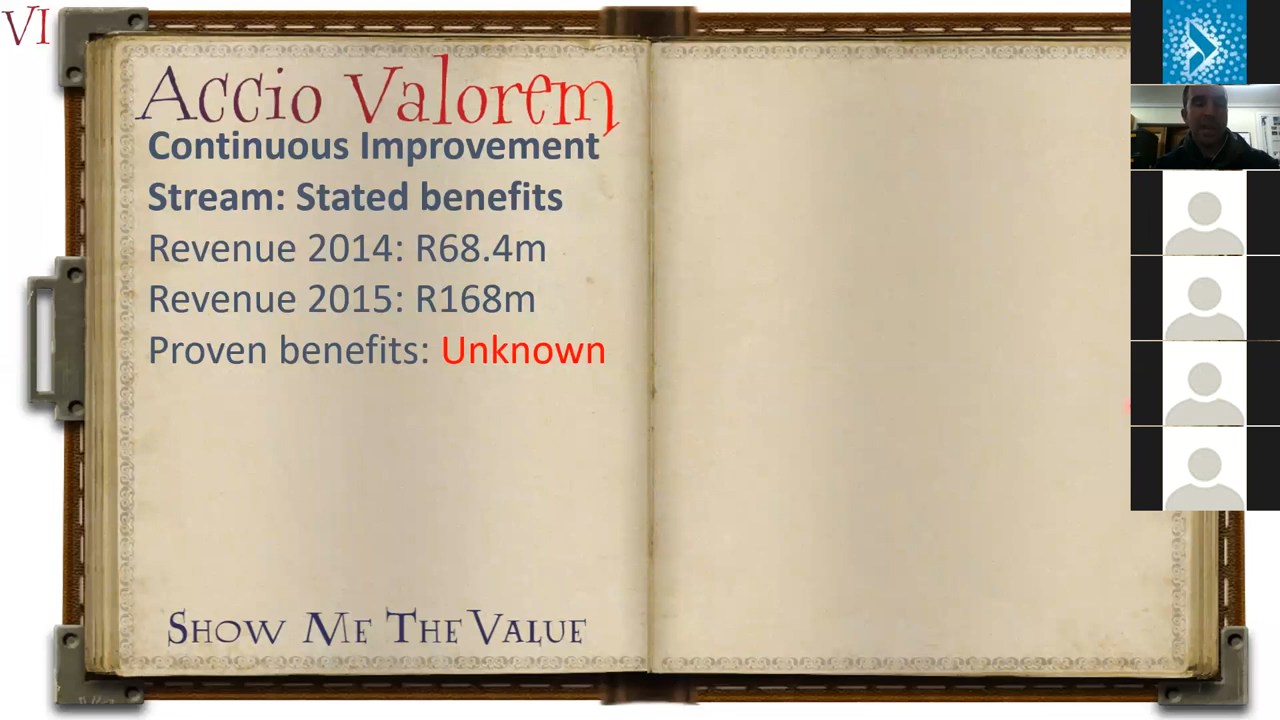 VI
Accio Valorem
Continuous Improvement
Stream: Stated benefits
Revenue 2014: R68.4m
Revenue 2015: R168m
Proven benefits: Unknown
Show Me The Value